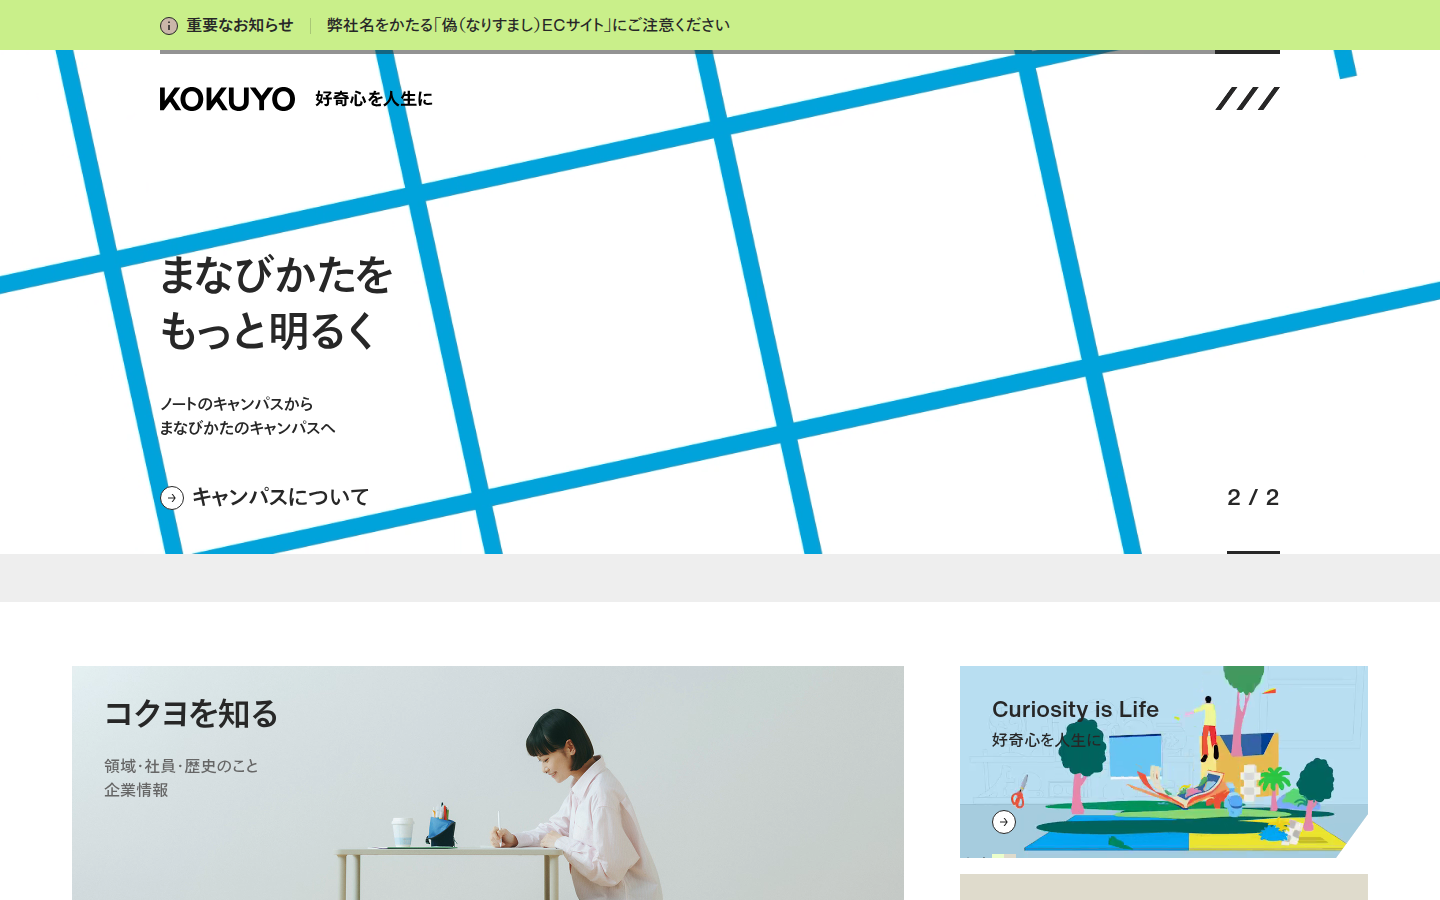 重要なお知らせ
弊社名をかたる「偽（なりすまし）ECサイト」にご注意ください
KOKUYO
好奇心を人生に
まなびかたを
もっと明るく
ノートのキャンパスから
まなびかたのキャンパスへ
キャンパスについて
2 / 2
コクヨを知る
領域・社員・歴史のこと
企業情報
Curiosity is Life
好奇心を人生に